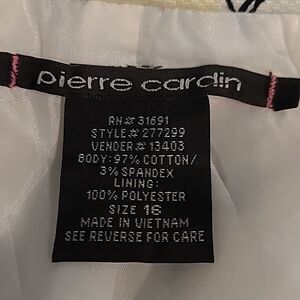 pierre cardin
RN# 31691
STYLE# 277299
VENDER# 13403
BODY: 97% COTTON/
3% SPANDEX
LINING:
100% POLYESTER
SIZE 16
MADE IN VIETNAM
SEE REVERSE FOR CARE